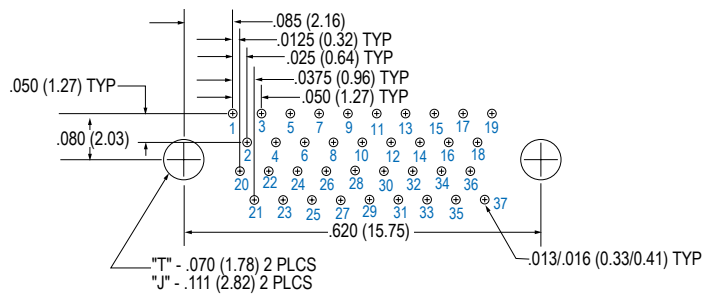 .085 (2.16)
.0125 (0.32) TYP
.025 (0.64) TYP
.0375 (0.96) TYP
.050 (1.27) TYP
.050 (1.27) TYP
.080 (2.03)
1 3 5 7 9 11 13 15 17 19
2 4 6 8 10 12 14 16 18
20 22 24 26 28 30 32 34 36
21 23 25 27 29 31 33 35 37
.620 (15.75)
.013/.016 (0.33/0.41) TYP
"T" - .070 (1.78) 2 PLCS
"J" - .111 (2.82) 2 PLCS